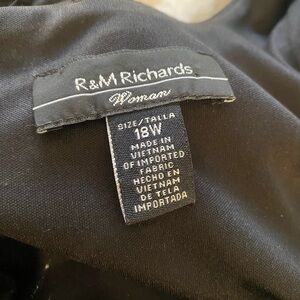 R&M Richards
Woman
SIZE/TALLA
18W
MADE IN
VIETNAM
OF IMPORTED
FABRIC
HECHO EN
VIETNAM
DE TELA
IMPORTADA